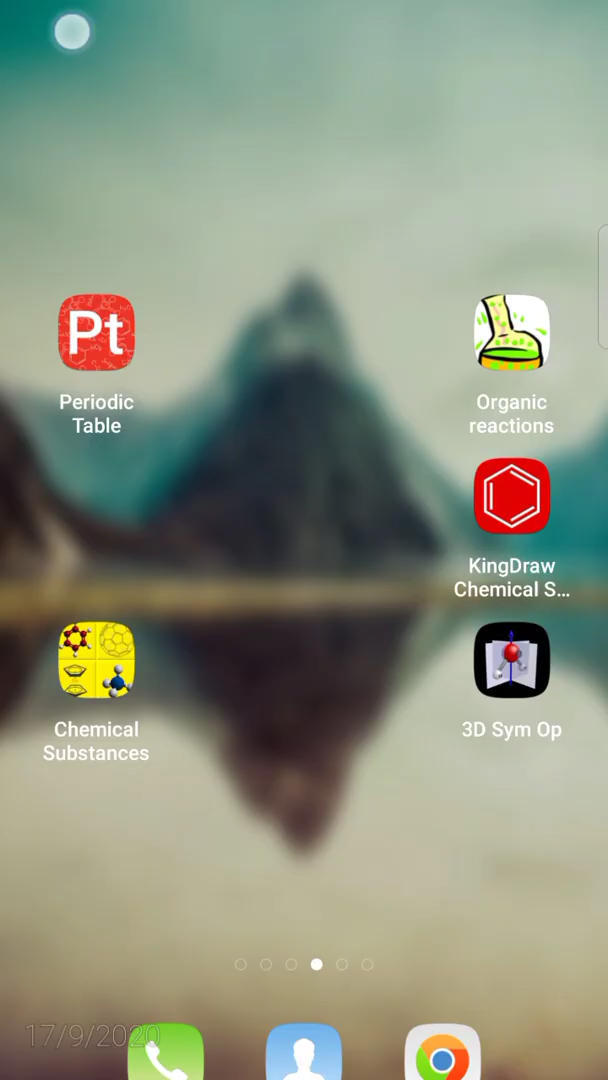 Pt
Periodic
Table
Organic
reactions
KingDraw
Chemical S...
Chemical
Substances
3D Sym Op
17/9/2020